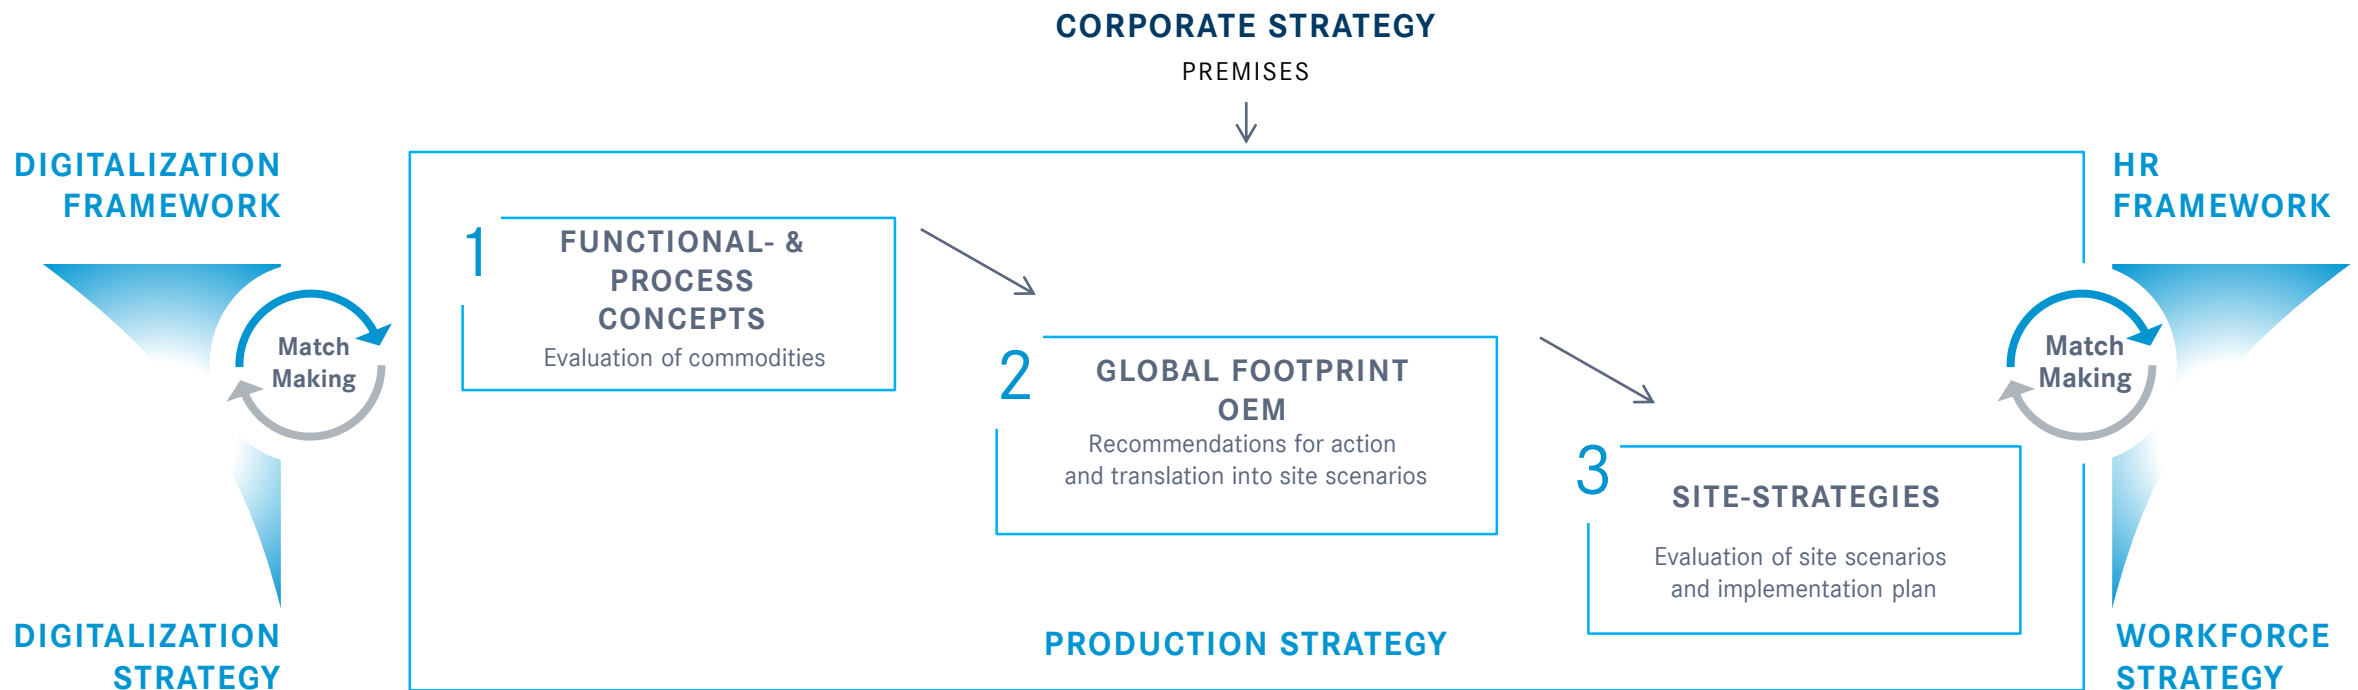 CORPORATE STRATEGY
PREMISES
DIGITALIZATION
FRAMEWORK
Match
Making
DIGITALIZATION
STRATEGY
1
FUNCTIONAL- &
PROCESS
CONCEPTS
Evaluation of commodities
2
GLOBAL FOOTPRINT
OEM
Recommendations for action
and translation into site scenarios
3
SITE-STRATEGIES
Evaluation of site scenarios
and implementation plan
PRODUCTION STRATEGY
HR
FRAMEWORK
Match
Making
WORKFORCE
STRATEGY